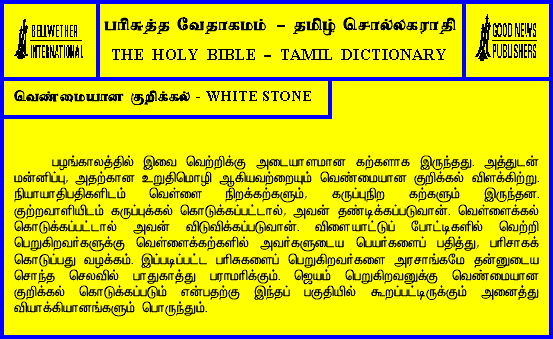 BELLWETHER
INTERNATIONAL
பரிசுத்த வேதாகமம் - தமிழ் சொல்லகராதி
THE HOLY BIBLE - TAMIL DICTIONARY
GOOD NEWS
PUBLISHERS
வெண்மையான குறிக்கல் - WHITE STONE
பழங்காலத்தில் இவை வெற்றிக்கு அடையாளமான கற்களாக இருந்தது. அத்துடன்
மன்னிப்பு, அதற்கான உறுதிமொழி ஆகியவற்றையும் வெண்மையான குறிக்கல் விளக்கிற்று.
நியாயாதிபதிகளிடம் வெள்ளை நிறக்கற்களும், கருப்புநிற கற்களும் இருந்தன.
குற்றவாளியிடம் கருப்புக்கல் கொடுக்கப்பட்டால், அவன் தண்டிக்கப்படுவான். வெள்ளைக்கல்
கொடுக்கப்பட்டால் அவன் விடுவிக்கப்படுவான். விளையாட்டுப் போட்டிகளில் வெற்றி
பெறுகிறவர்களுக்கு வெள்ளைக்கற்களில் அவர்களுடைய பெயர்களைப் பதித்து, பரிசாகக்
கொடுப்பது வழக்கம். இப்படிப்பட்ட பரிசுகளைப் பெறுகிறவர்களை அரசாங்கமே தன்னுடைய
சொந்த செலவில் பாதுகாத்து பராமரிக்கும். ஜெயம் பெறுகிறவனுக்கு வெண்மையான
குறிக்கல் கொடுக்கப்படும் என்பதற்கு இந்தப் பகுதியில் கூறப்பட்டிருக்கும் அனைத்து
வியாக்கியானங்களும் பொருந்தும்.